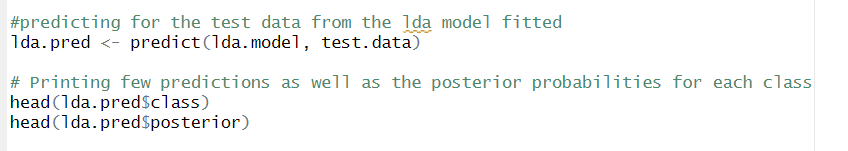 #predicting for the test data from the lda model fitted
lda.pred <- predict(lda.model, test.data)
# Printing few predictions as well as the posterior probabilities for each class
head(lda.pred$class)
head(lda.pred$posterior)